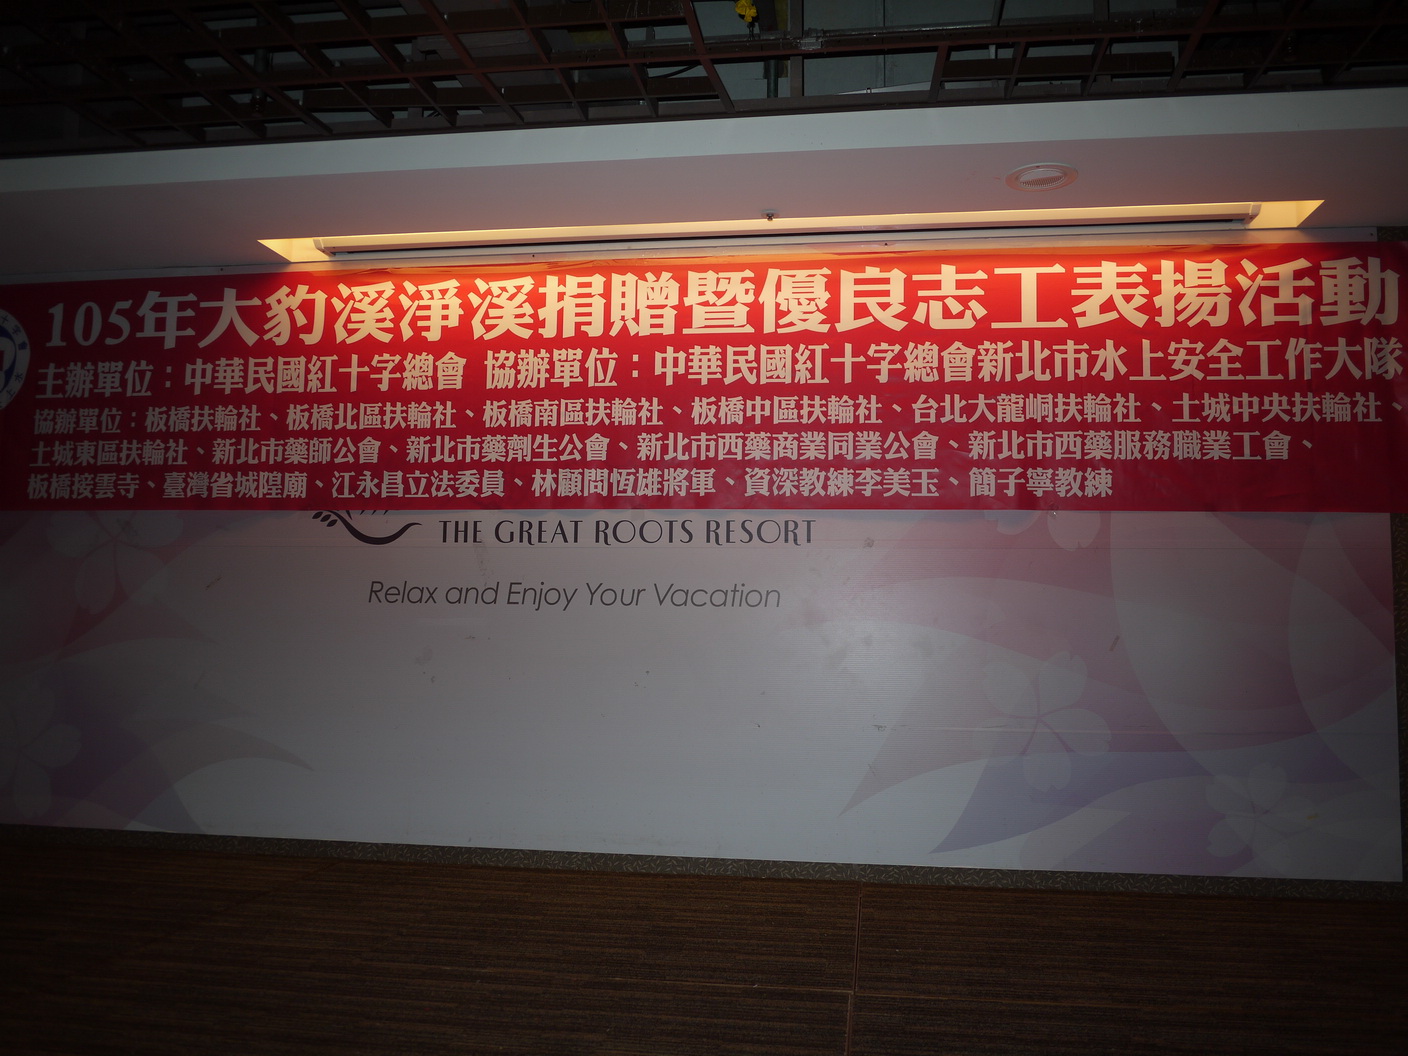 105年大豹溪淨溪捐贈暨優良志工表揚活動
主辦單位：中華民國紅十字總會 協辦單位：中華民國紅十字總會新北市水上安全工作大隊
協辦單位：板橋扶輪社、板橋北區扶輪社、板橋南區扶輪社、板橋中區扶輪社、台北大龍峒扶輪社、土城中央扶輪社、
土城東區扶輪社、新北市藥師公會、新北市藥劑生公會、新北市西藥商業同業公會、新北市西藥服務職業工會、
板橋接雲寺、臺灣省城隍廟、江永昌立法委員、林顧問恆雄將軍、資深教練李美玉、簡子寧教練
THE GREAT ROOTS RESORT
Relax and Enjoy Your Vacation